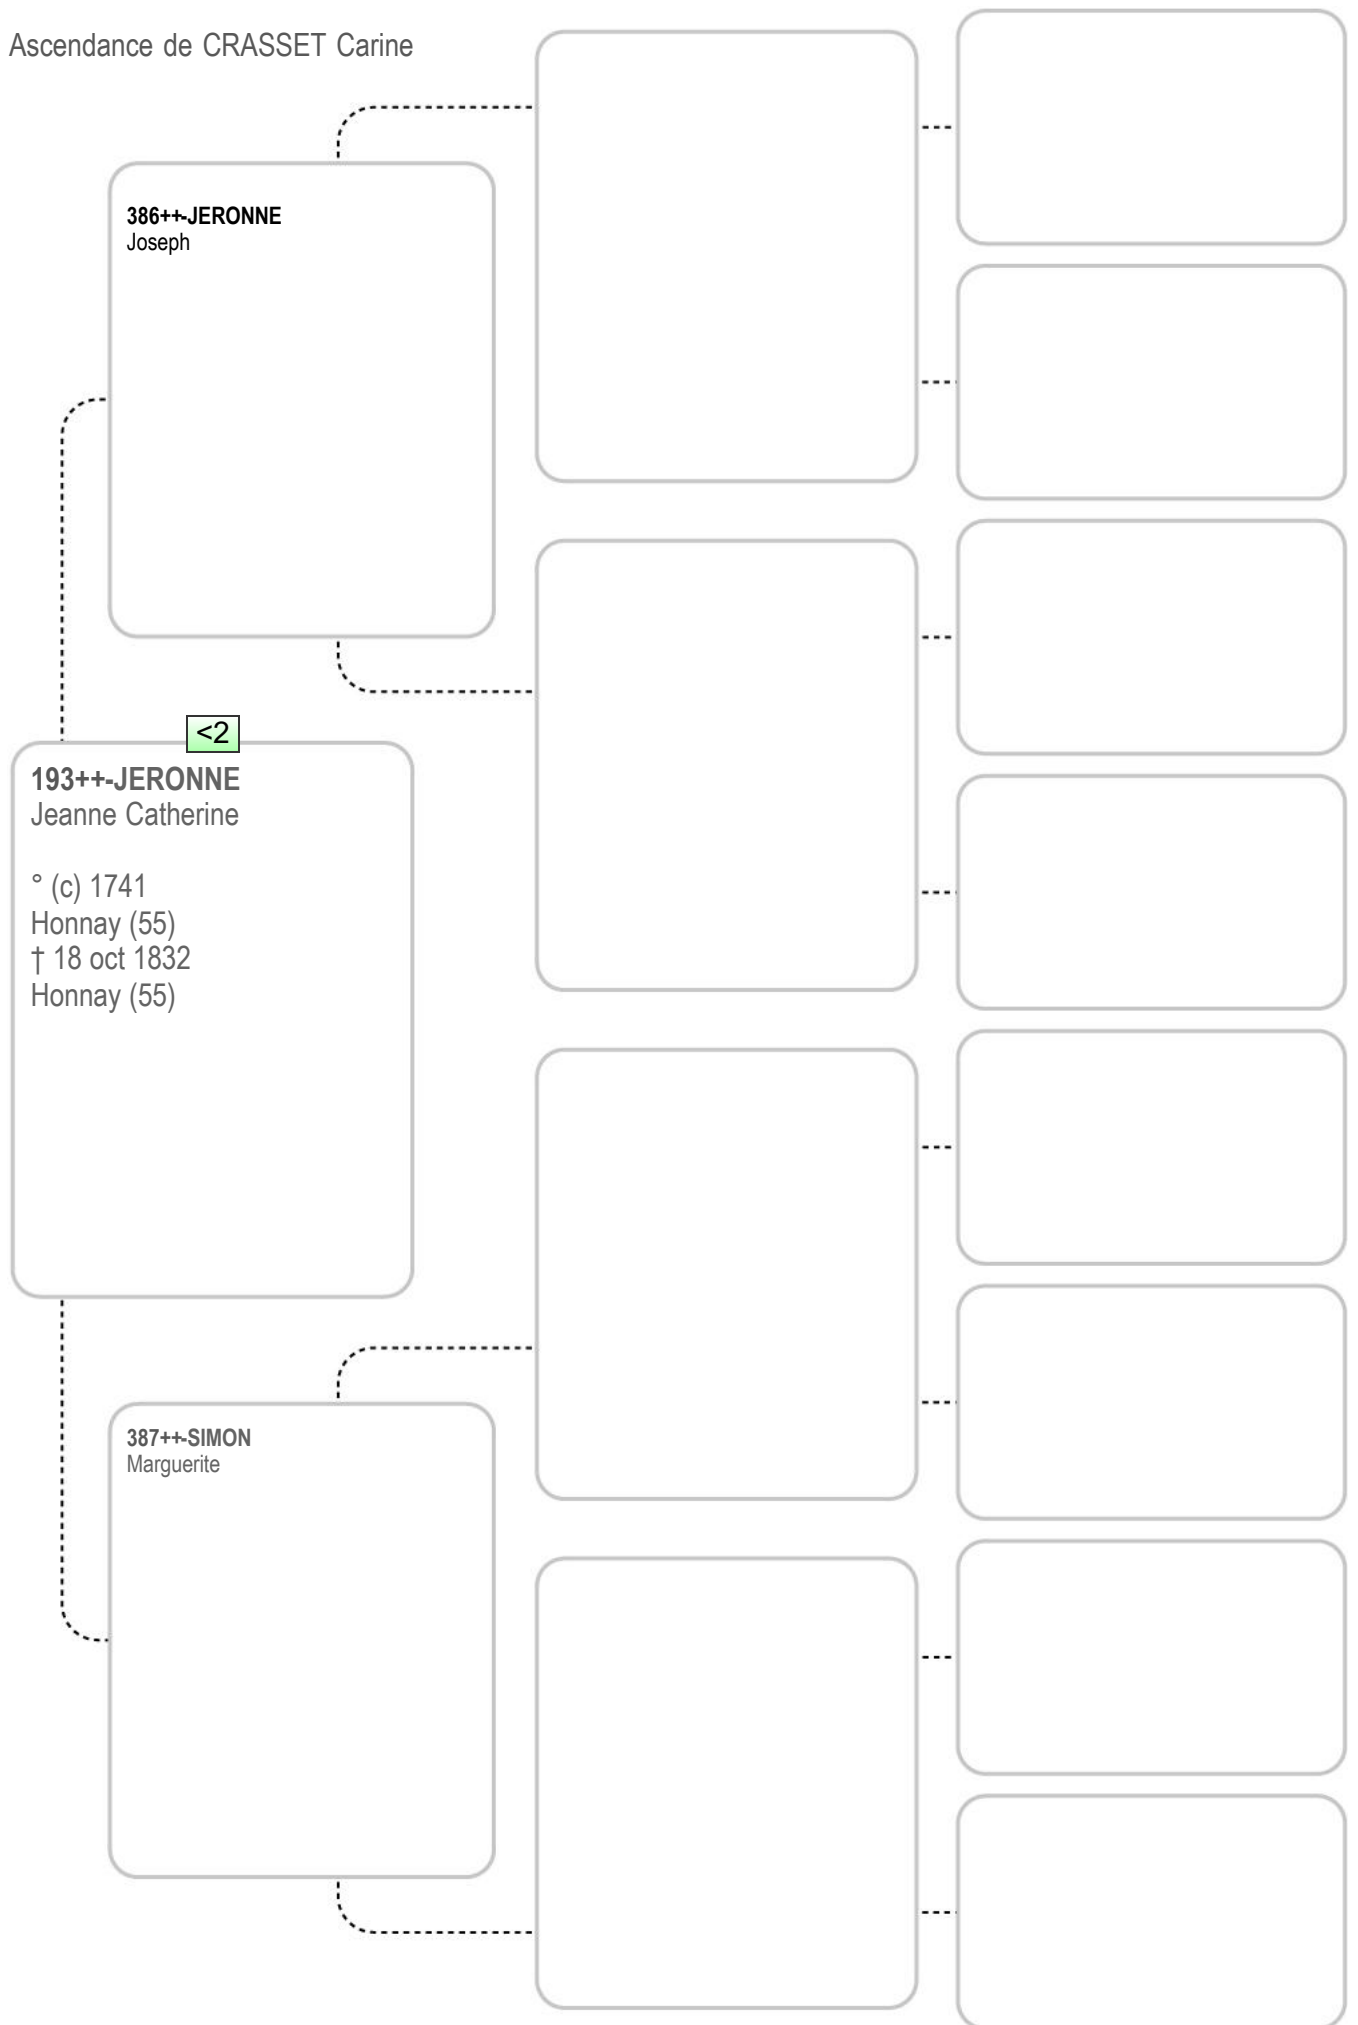 Ascendance de CRASSET Carine
386++-JERONNE
Joseph
<2
193++-JERONNE
Jeanne Catherine
° (c) 1741
Honnay (55)
† 18 oct 1832
Honnay (55)
387++-SIMON
Marguerite